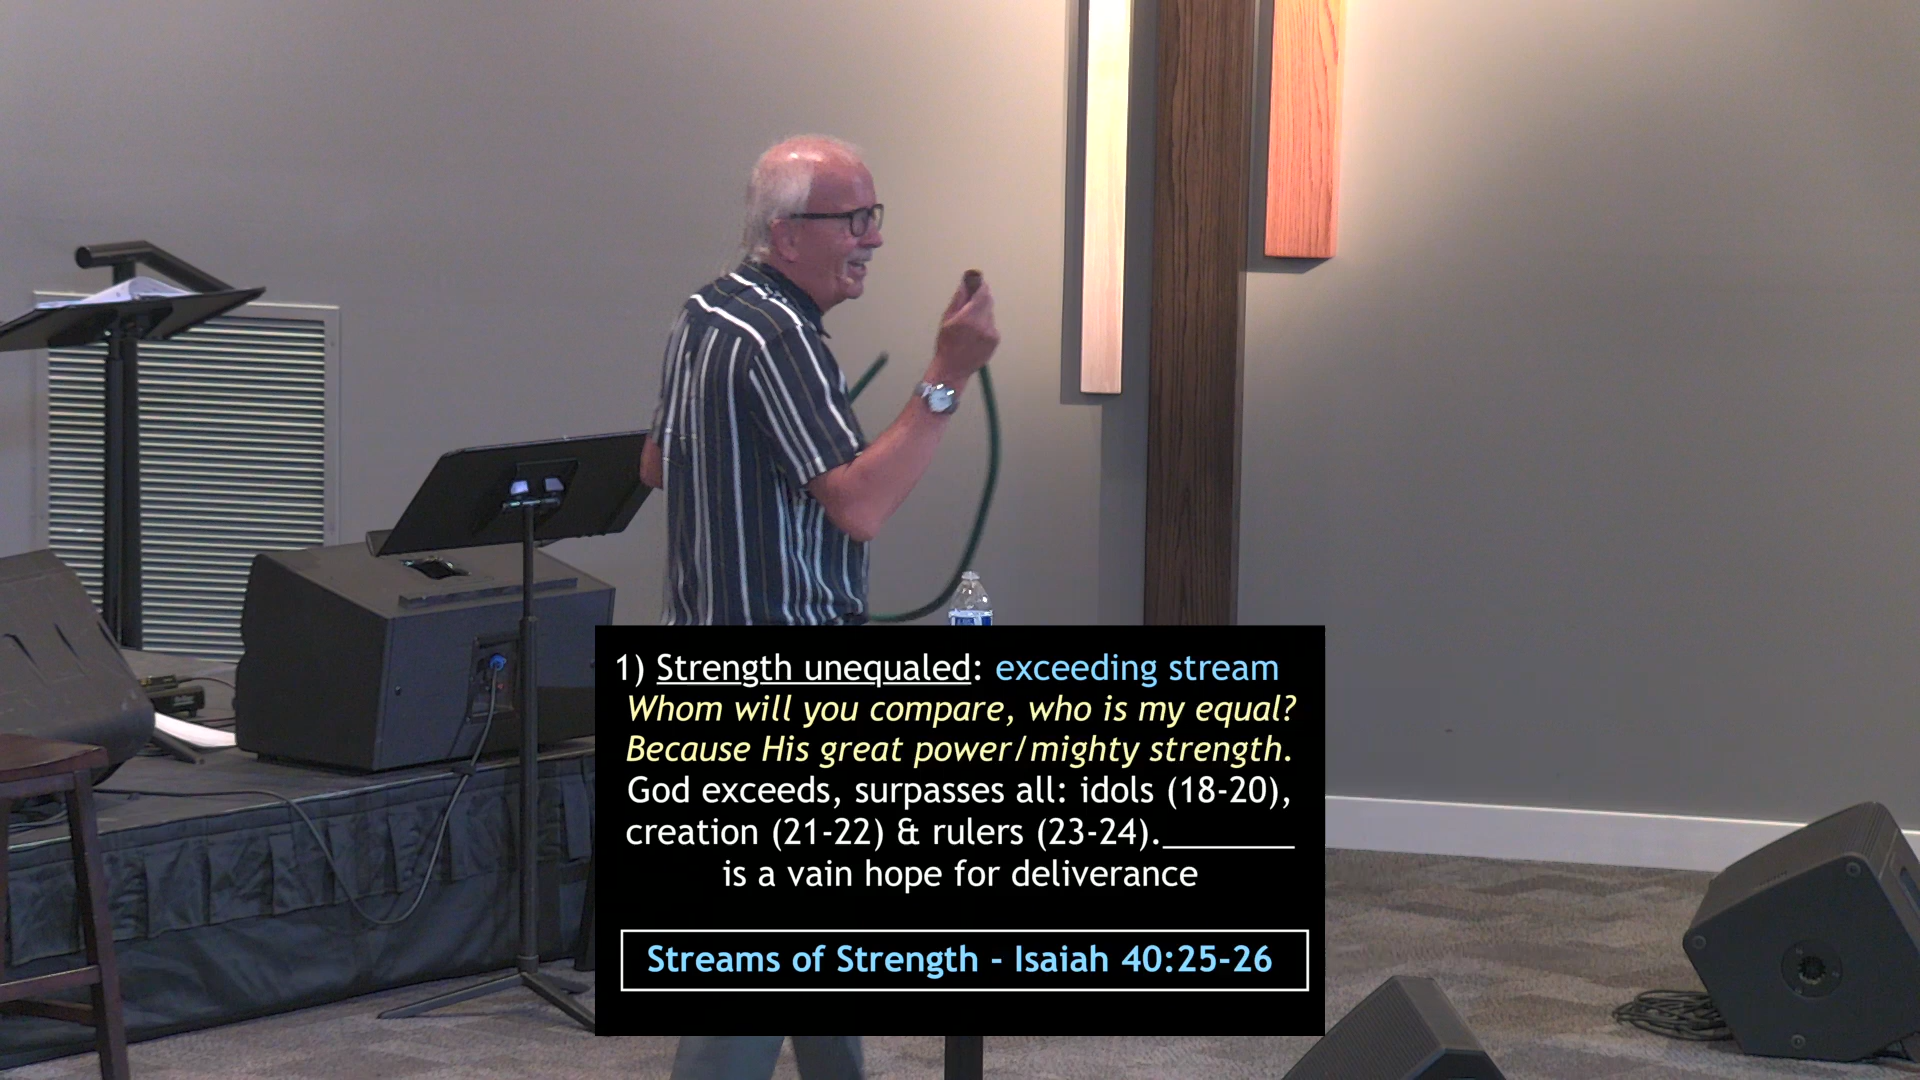 1) Strength unequaled: exceeding stream
Whom will you compare, who is my equal?
Because His great power/mighty strength.
God exceeds, surpasses all: idols (18-20),
creation (21-22) & rulers (23-24)._______
is a vain hope for deliverance
Streams of Strength - Isaiah 40:25-26